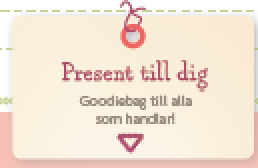 Present till dig
Goodiebag till alla
som handlar!